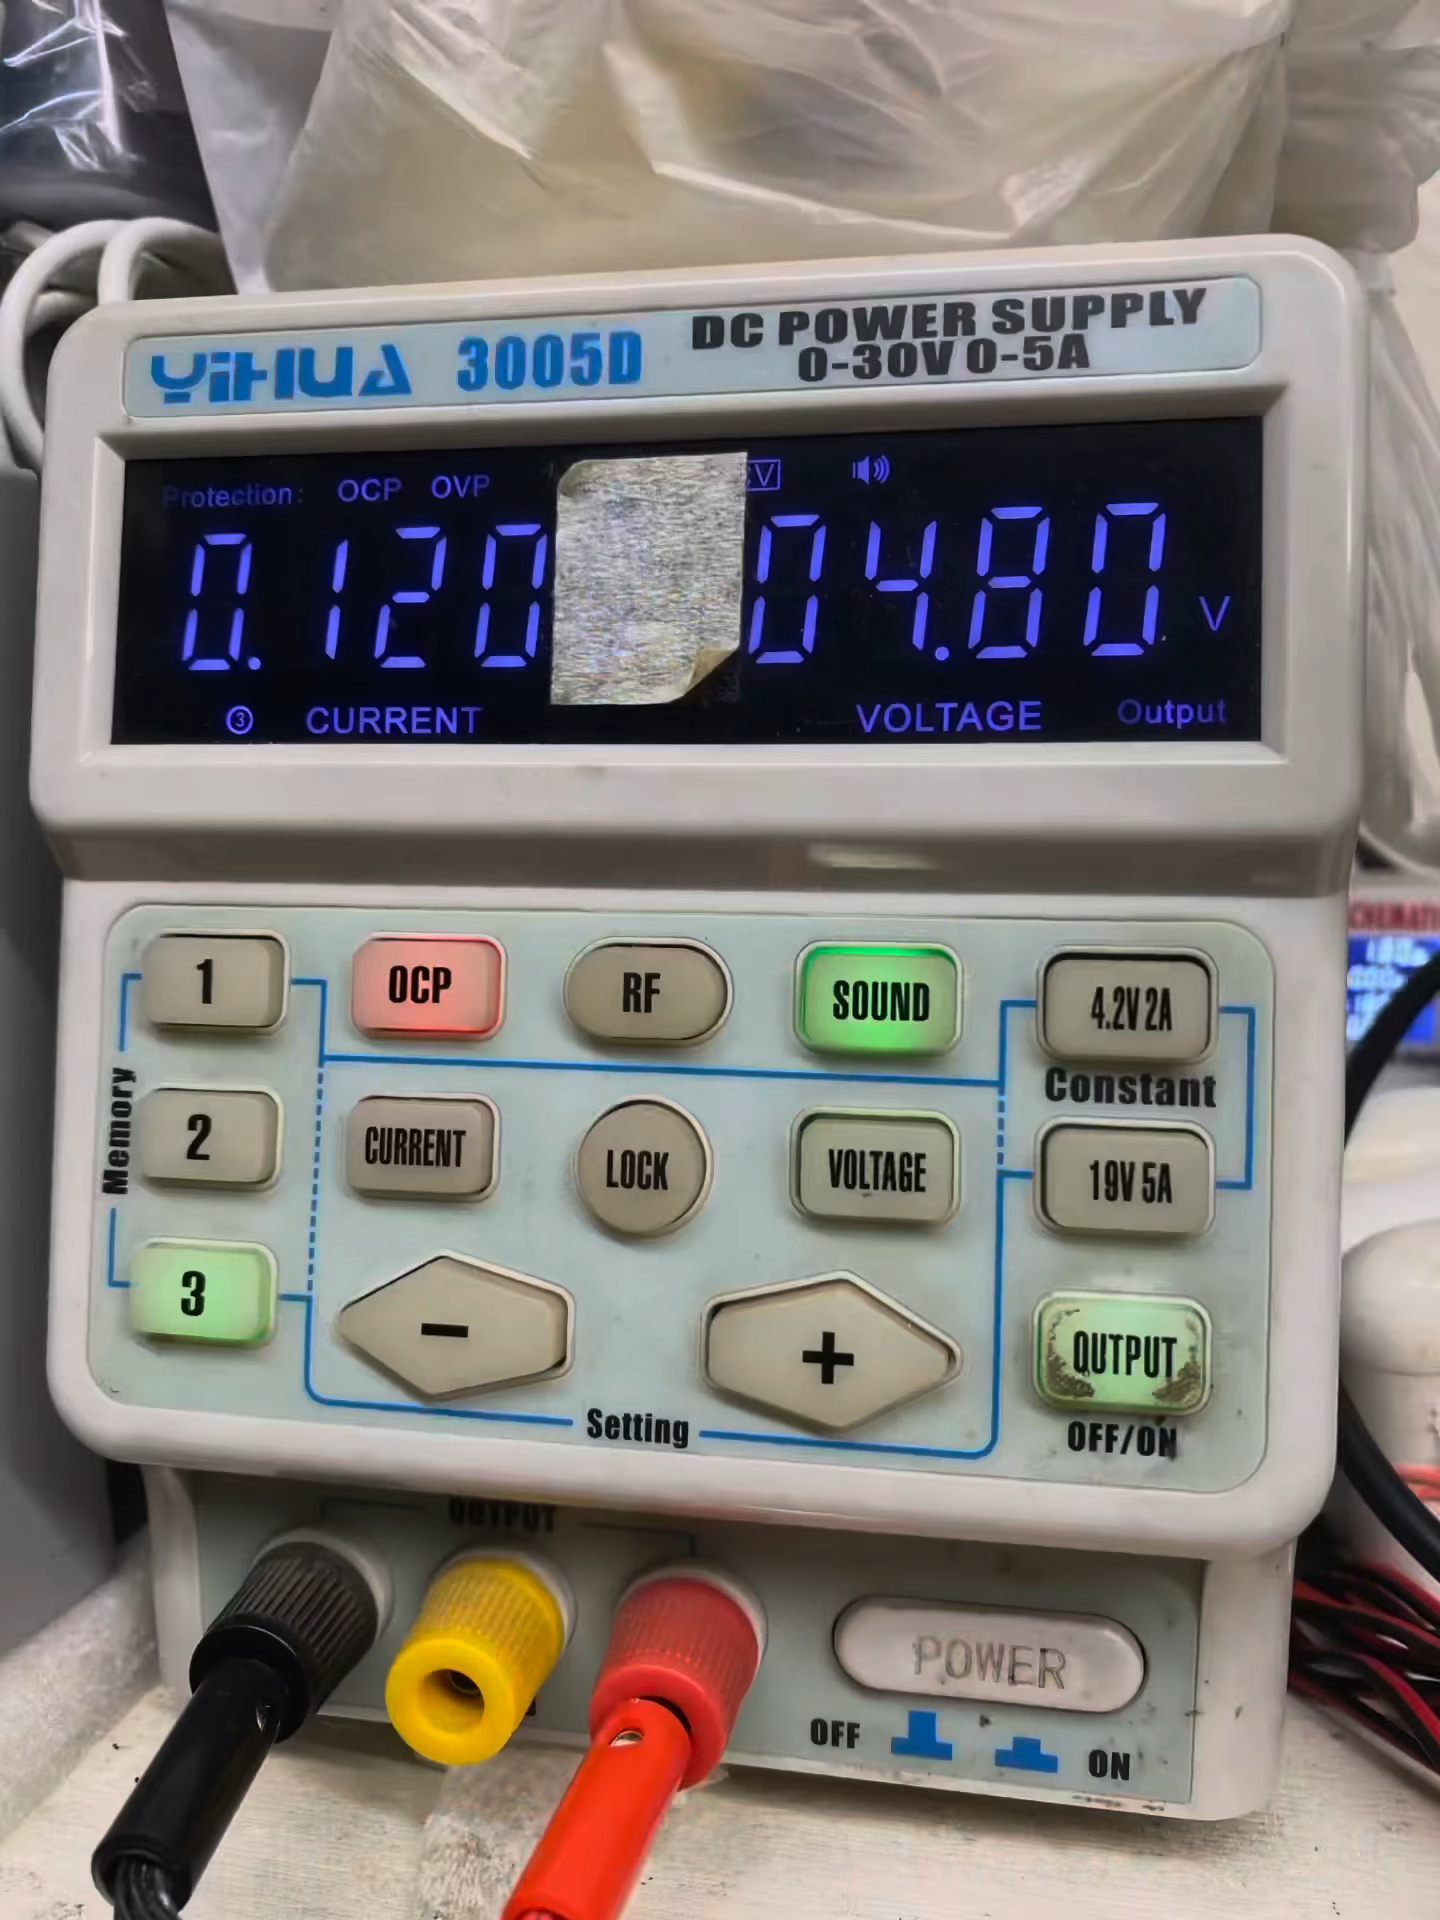 YIHUA 3005D DC POWER SUPPLY
0-30V 0-5A
Protection: OCP OVP
0.120 04.80 V
③ CURRENT VOLTAGE Output
1 OCP RF SOUND 4.2V 2A
Constant
Memory
2 CURRENT LOCK VOLTAGE 19V 5A
3 - + OUTPUT
Setting OFF/ON
OUTPUT
POWER
OFF ON